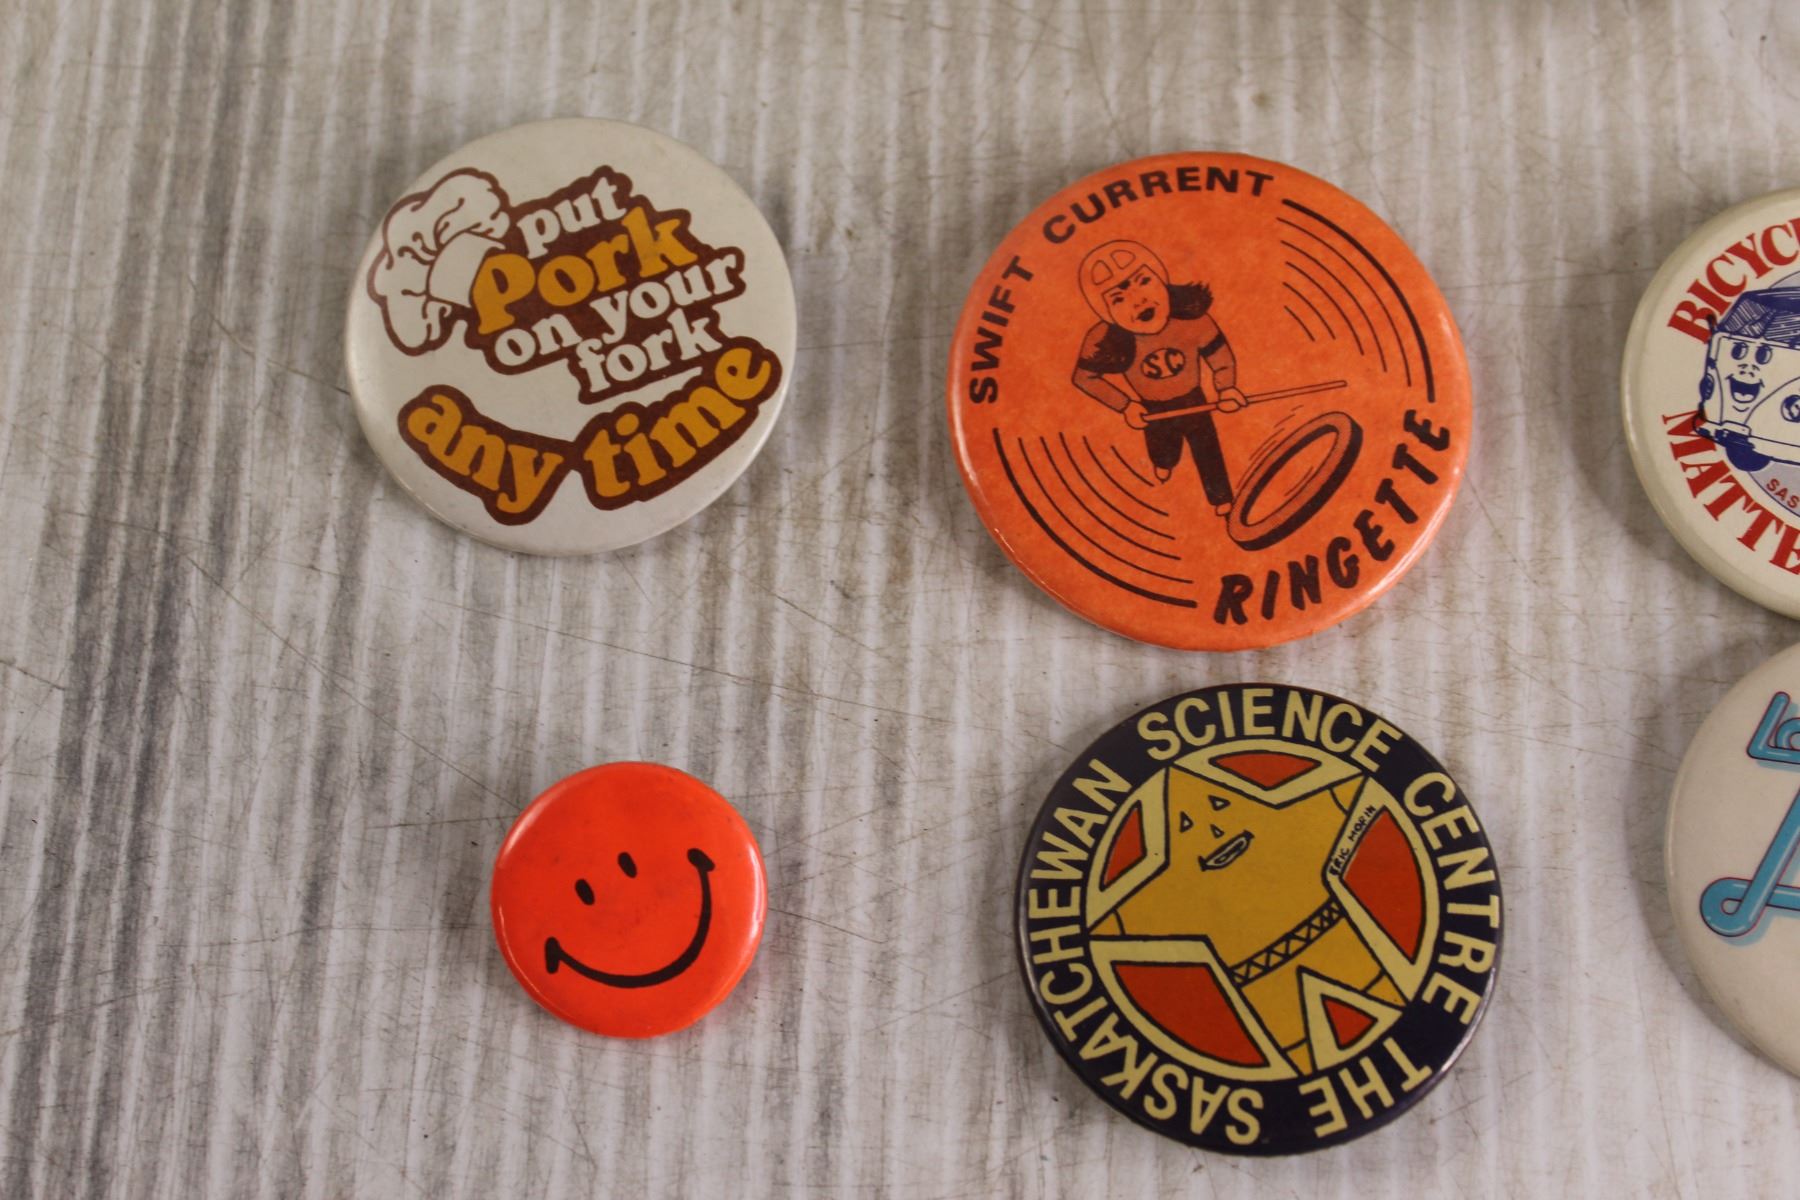 put
Pork
on your
fork
any time
SWIFT CURRENT
SC
RINGETTE
BICYC
MATTE
SAS
THE SASKATCHEWAN SCIENCE CENTRE
ERIC MORIN